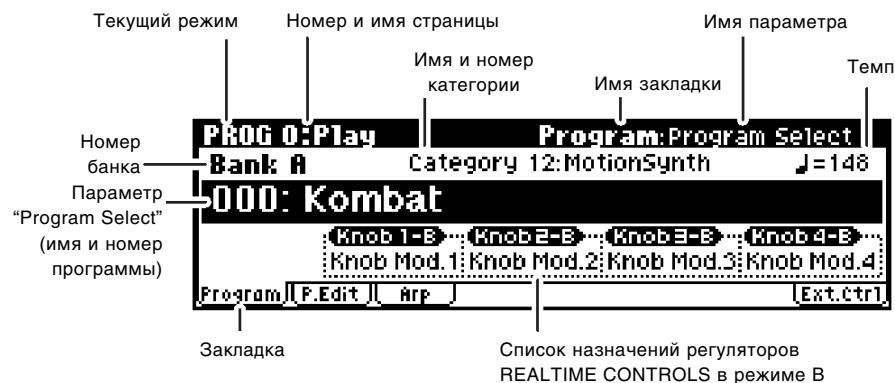 Текущий режим
Номер и имя страницы
Имя параметра
Имя и номер
категории
Имя закладки
Темп
PROG 0:Play
Program:Program Select
Номер
банка
Bank A
Category 12:MotionSynth
♩=148
Параметр
“Program Select”
(имя и номер
программы)
000: Kombat
Knob 1-B
Knob 2-B
Knob 3-B
Knob 4-B
Knob Mod.1
Knob Mod.2
Knob Mod.3
Knob Mod.4
Program
P.Edit
Arp
Ext.Ctrl
Закладка
Список назначений регуляторов
REALTIME CONTROLS в режиме B